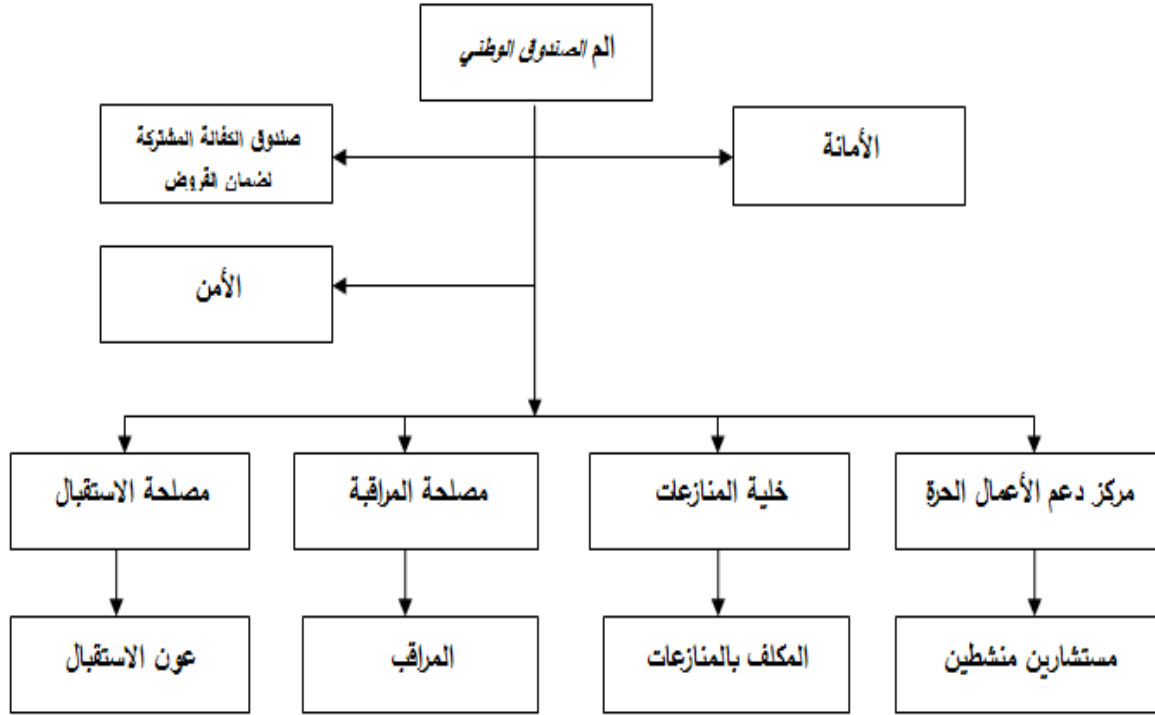 الم الصندوق الوطني
الأمانة
صندوق الكفالة المشتركة
لضمان القروض
الأمن
مركز دعم الأعمال الحرة
خلية المنازعات
مصلحة المراقبة
مصلحة الاستقبال
مستشارين منشطين
المكلف بالمنازعات
المراقب
عون الاستقبال